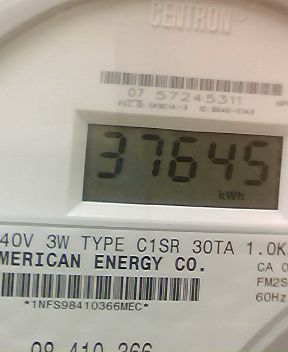 CENTRON
07 57245311
37645
kWh
40V 3W TYPE C1SR 30TA 1.0K
MERICAN ENERGY CO.
CA 0
FM2S
*1NFS98410366MEC*
60Hz
98 410 366